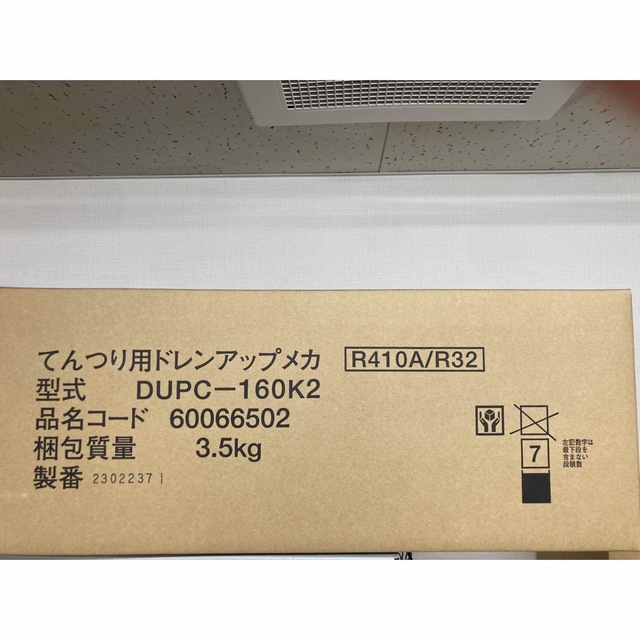 てんつり用ドレンアップメカ R410A/R32
型式 DUPC-160K2
品名コード 60066502
梱包質量 3.5kg
製番 2302237 1
7
左記数字は
最下段を
含まない
段積数